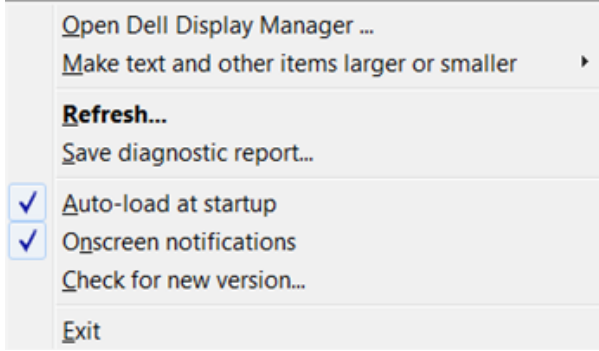 Open Dell Display Manager ...
Make text and other items larger or smaller
Refresh...
Save diagnostic report...
Auto-load at startup
Onscreen notifications
Check for new version...
Exit